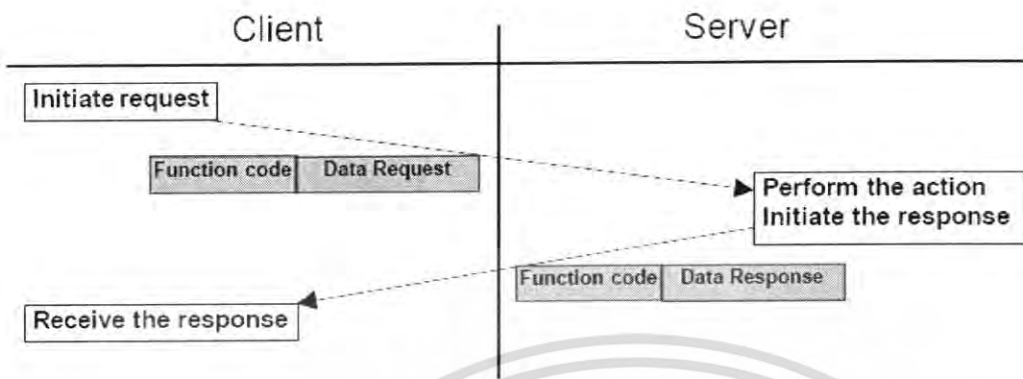 Client
Server
Initiate request
Function code Data Request
Perform the action
Initiate the response
Function code Data Response
Receive the response